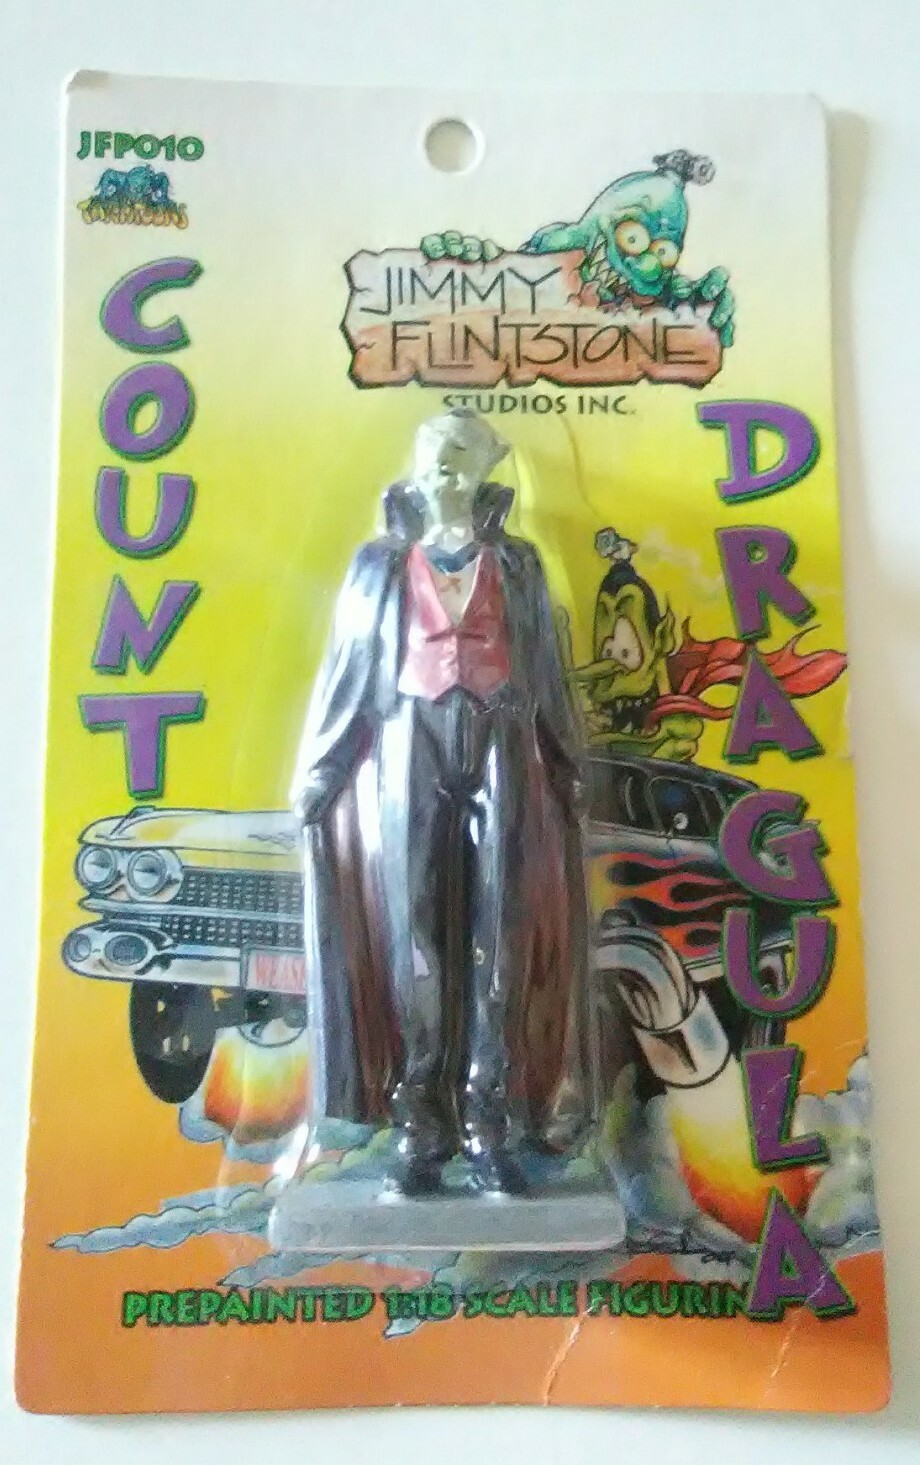 JFP010
COUNT
JIMMY
FLINTSTONE
STUDIOS INC.
DRAGULA
PREPAINTED 1:18 SCALE FIGURIN